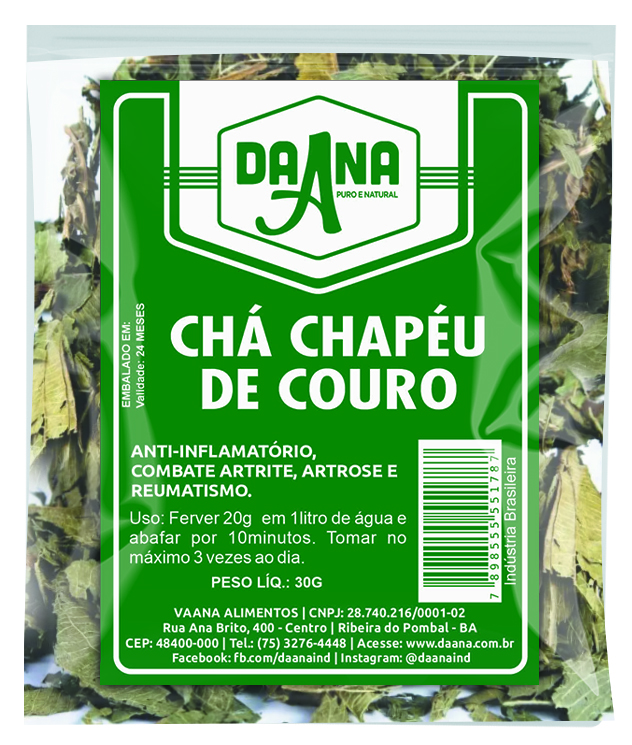 DAANA
PURO E NATURAL
CHÁ CHAPÉU
DE COURO
EMBALADO EM:
Validade: 24 MESES
ANTI-INFLAMATÓRIO,
COMBATE ARTRITE, ARTROSE E
REUMATISMO.
Uso: Ferver 20g em 1litro de água e
abafar por 10minutos. Tomar no
máximo 3 vezes ao dia.
PESO LÍQ.: 30G
7 898555 551787
Indústria Brasileira
VAANA ALIMENTOS | CNPJ: 28.740.216/0001-02
Rua Ana Brito, 400 - Centro | Ribeira do Pombal - BA
CEP: 48400-000 | Tel.: (75) 3276-4448 | Acesse: www.daana.com.br
Facebook: fb.com/daanaind | Instagram: @daanaind